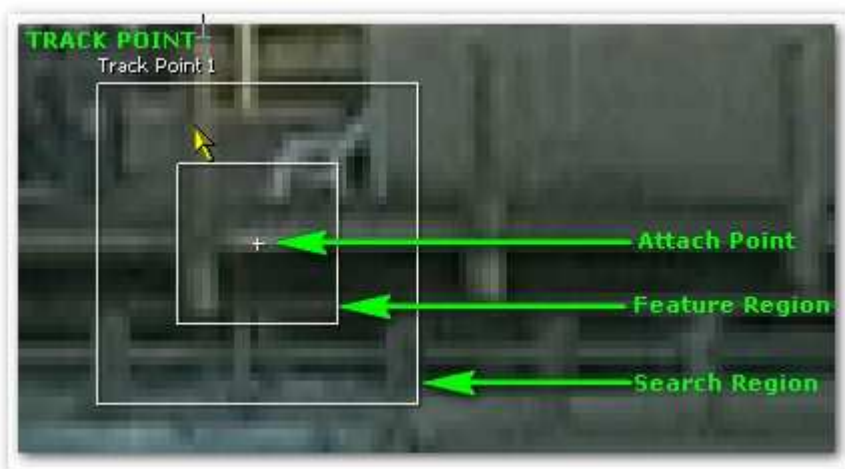 TRACK POINT
Track Point 1
Attach Point
Feature Region
Search Region